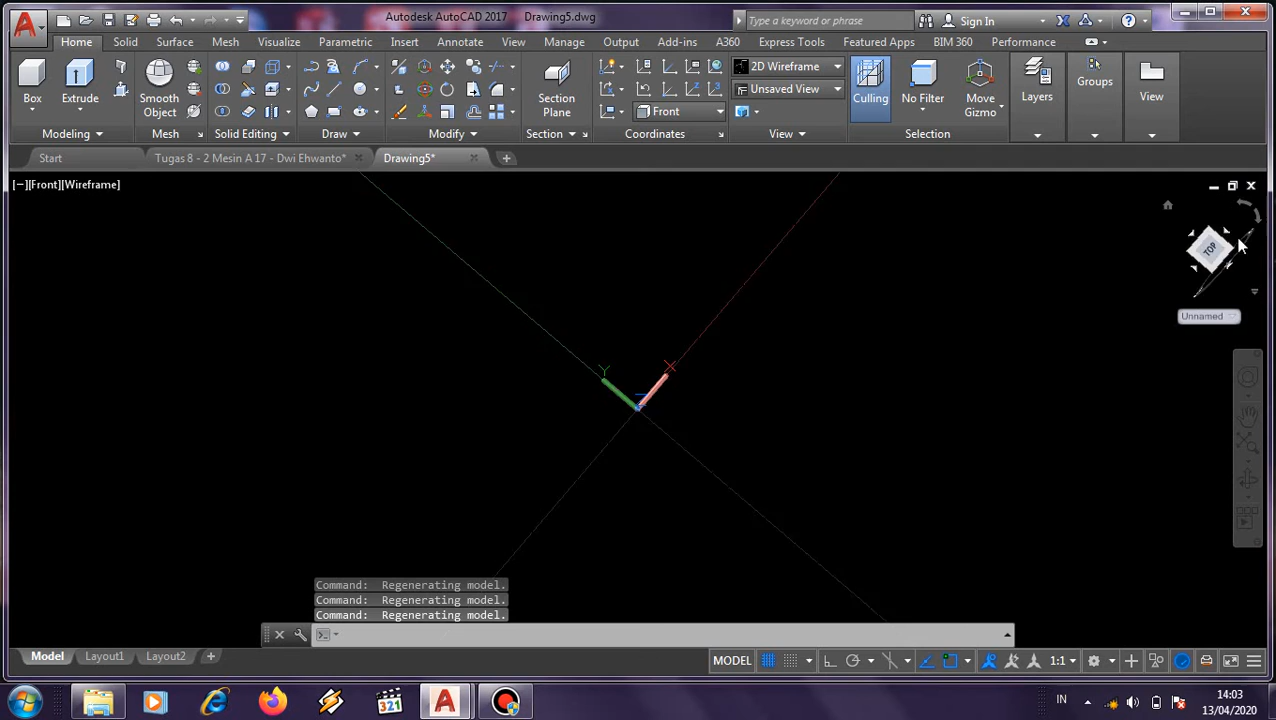 Autodesk AutoCAD 2017 Drawing5.dwg
Type a keyword or phrase
Sign In
Home Solid Surface Mesh Visualize Parametric Insert Annotate View Manage Output Add-ins A360 Express Tools Featured Apps BIM 360 Performance
Box
Extrude
Smooth
Object
Section
Plane
2D Wireframe
Unsaved View
Front
Culling
No Filter
Move
Gizmo
Layers
Groups
View
Modeling Mesh Solid Editing Draw Modify Section Coordinates View Selection
Start Tugas 8 - 2 Mesin A 17 - Dwi Ehwanto* Drawing5*
[−][Front][Wireframe]
TOP
Unnamed
Y X
Command: Regenerating model.
Command: Regenerating model.
Command: Regenerating model.
Model Layout1 Layout2
MODEL 1:1
321
IN
14:03
13/04/2020